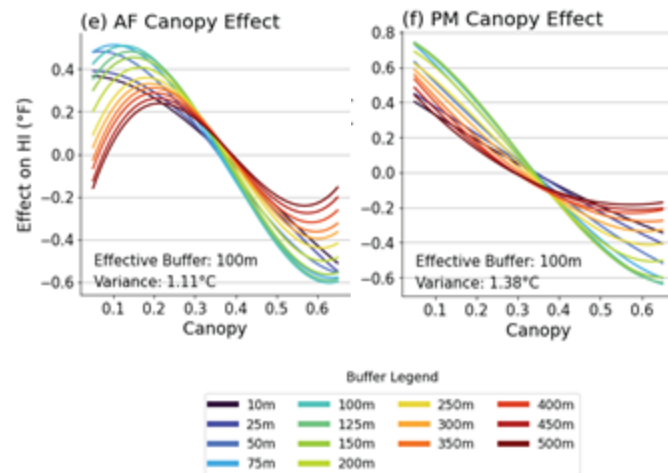 (e) AF Canopy Effect
Effect on HI (°F)
0.4
0.2
0.0
−0.2
−0.4
−0.6
Effective Buffer: 100m
Variance: 1.11°C
0.1 0.2 0.3 0.4 0.5 0.6
Canopy
(f) PM Canopy Effect
0.8
0.6
0.4
0.2
0.0
−0.2
−0.4
−0.6
Effective Buffer: 100m
Variance: 1.38°C
0.1 0.2 0.3 0.4 0.5 0.6
Canopy
Buffer Legend
10m 100m 250m 400m
25m 125m 300m 450m
50m 150m 350m 500m
75m 200m